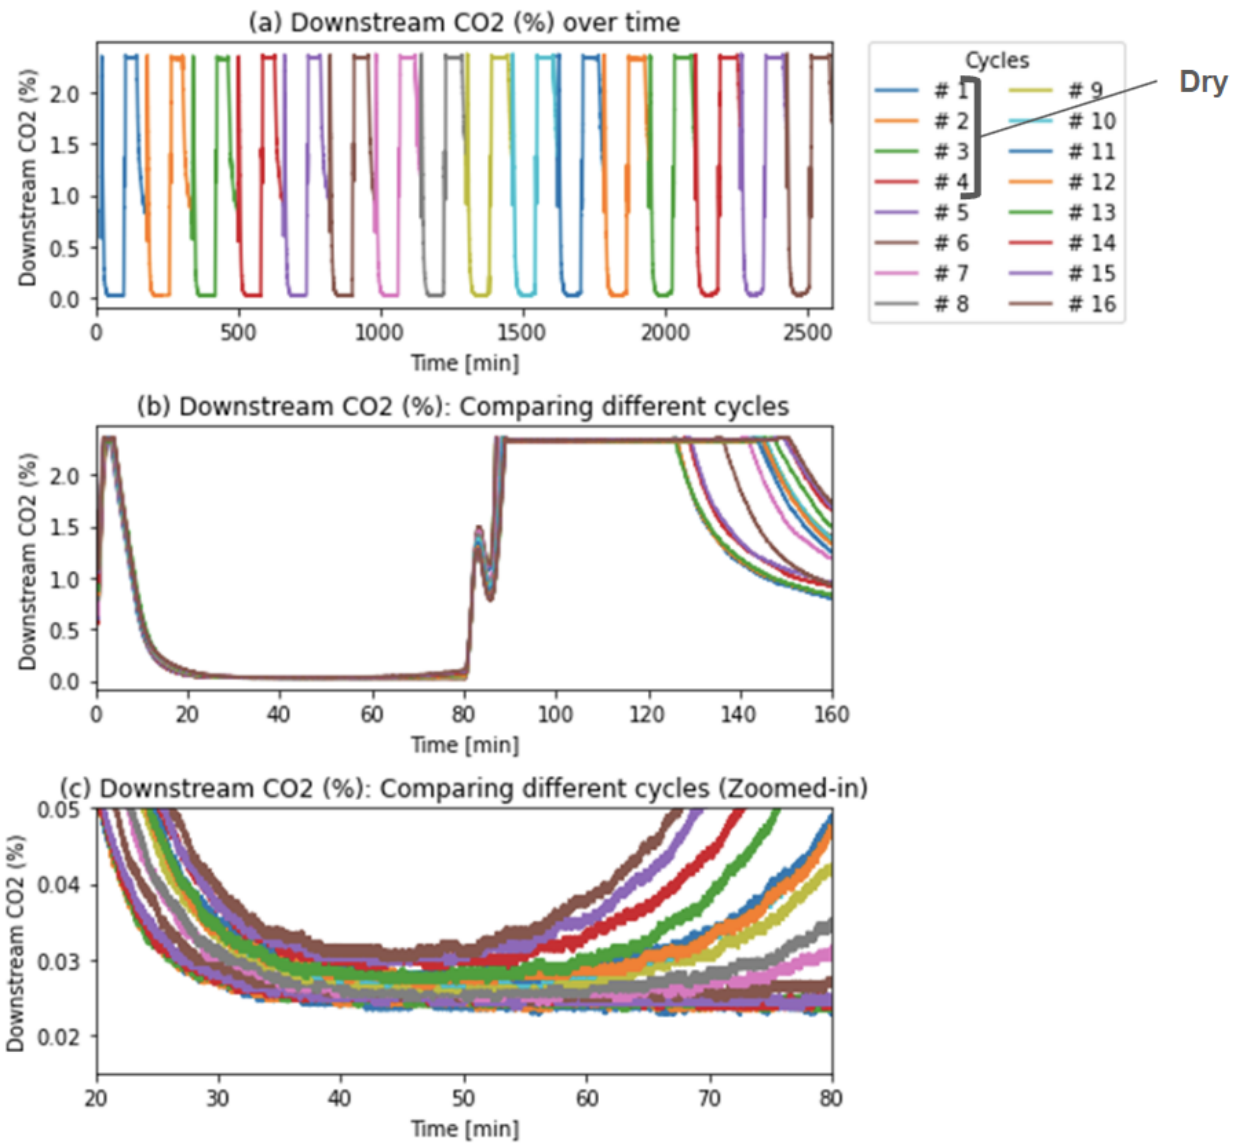 (a) Downstream CO2 (%) over time
Downstream CO2 (%)
2.0
1.5
1.0
0.5
0.0
0 500 1000 1500 2000 2500
Time [min]
Cycles
# 1 # 9
# 2 # 10
# 3 # 11
# 4 # 12
# 5 # 13
# 6 # 14
# 7 # 15
# 8 # 16
Dry
(b) Downstream CO2 (%): Comparing different cycles
Downstream CO2 (%)
2.0
1.5
1.0
0.5
0.0
0 20 40 60 80 100 120 140 160
Time [min]
(c) Downstream CO2 (%): Comparing different cycles (Zoomed-in)
Downstream CO2 (%)
0.05
0.04
0.03
0.02
20 30 40 50 60 70 80
Time [min]